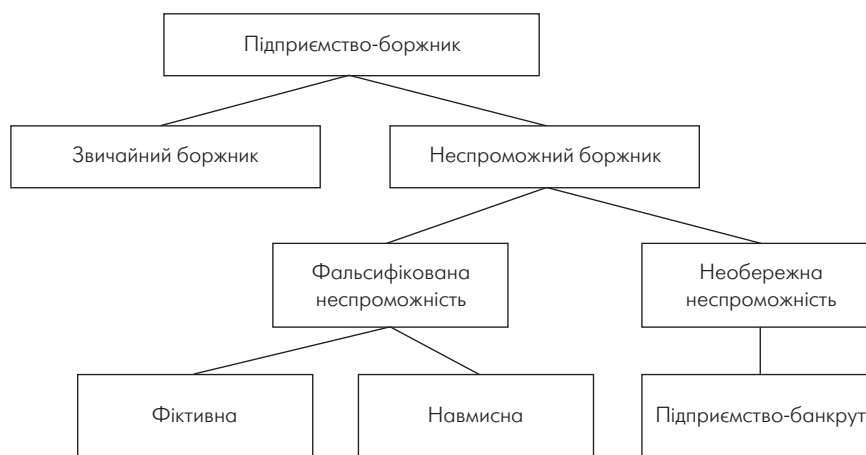 Підприємство-боржник
Звичайний боржник
Неспроможний боржник
Фальсифікована
неспроможність
Необережна
неспроможність
Фіктивна
Навмисна
Підприємство-банкрут